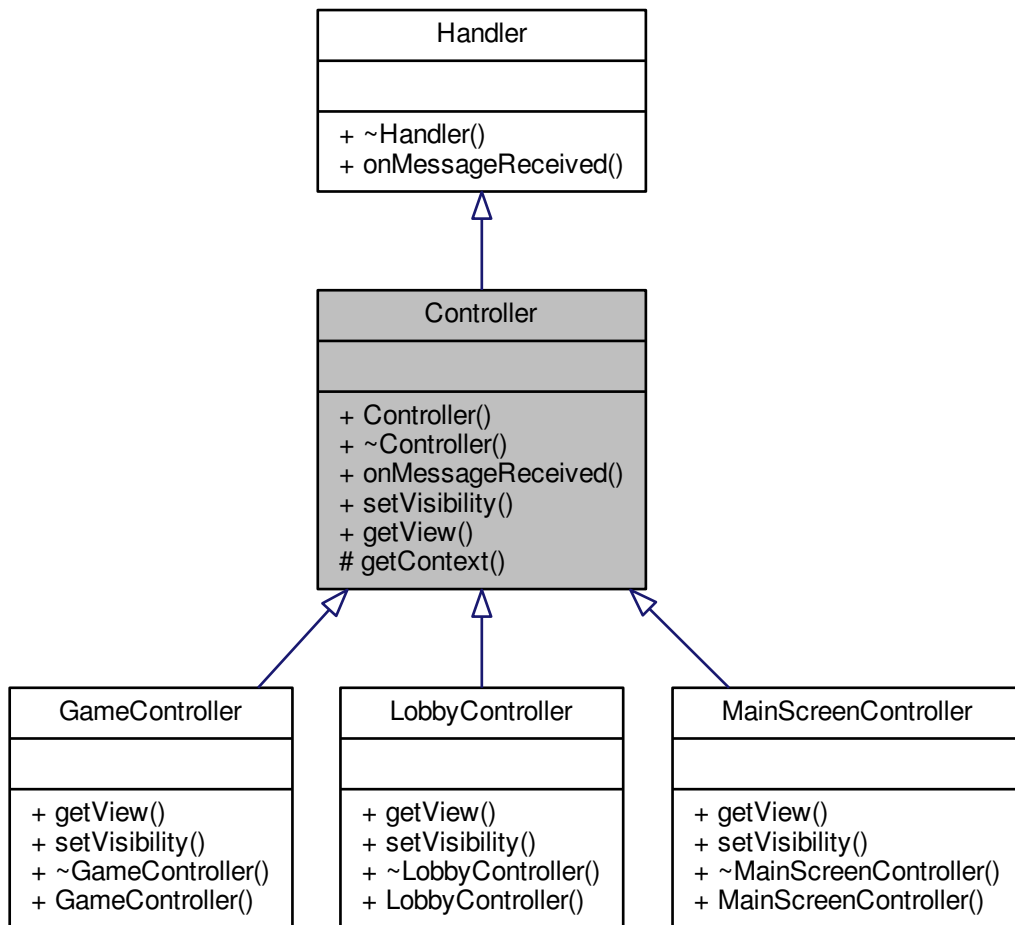 Handler
+ ~Handler()
+ onMessageReceived()
Controller
+ Controller()
+ ~Controller()
+ onMessageReceived()
+ setVisibility()
+ getView()
# getContext()
GameController
+ getView()
+ setVisibility()
+ ~GameController()
+ GameController()
LobbyController
+ getView()
+ setVisibility()
+ ~LobbyController()
+ LobbyController()
MainScreenController
+ getView()
+ setVisibility()
+ ~MainScreenController()
+ MainScreenController()